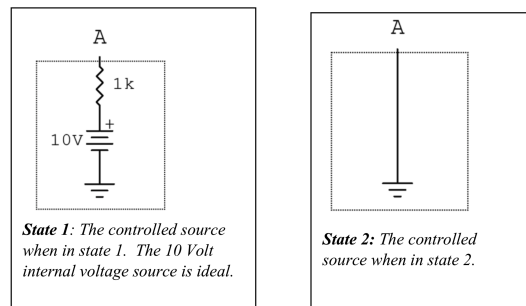 A
1k
+
10V
State 1: The controlled source
when in state 1. The 10 Volt
internal voltage source is ideal.
A
State 2: The controlled
source when in state 2.